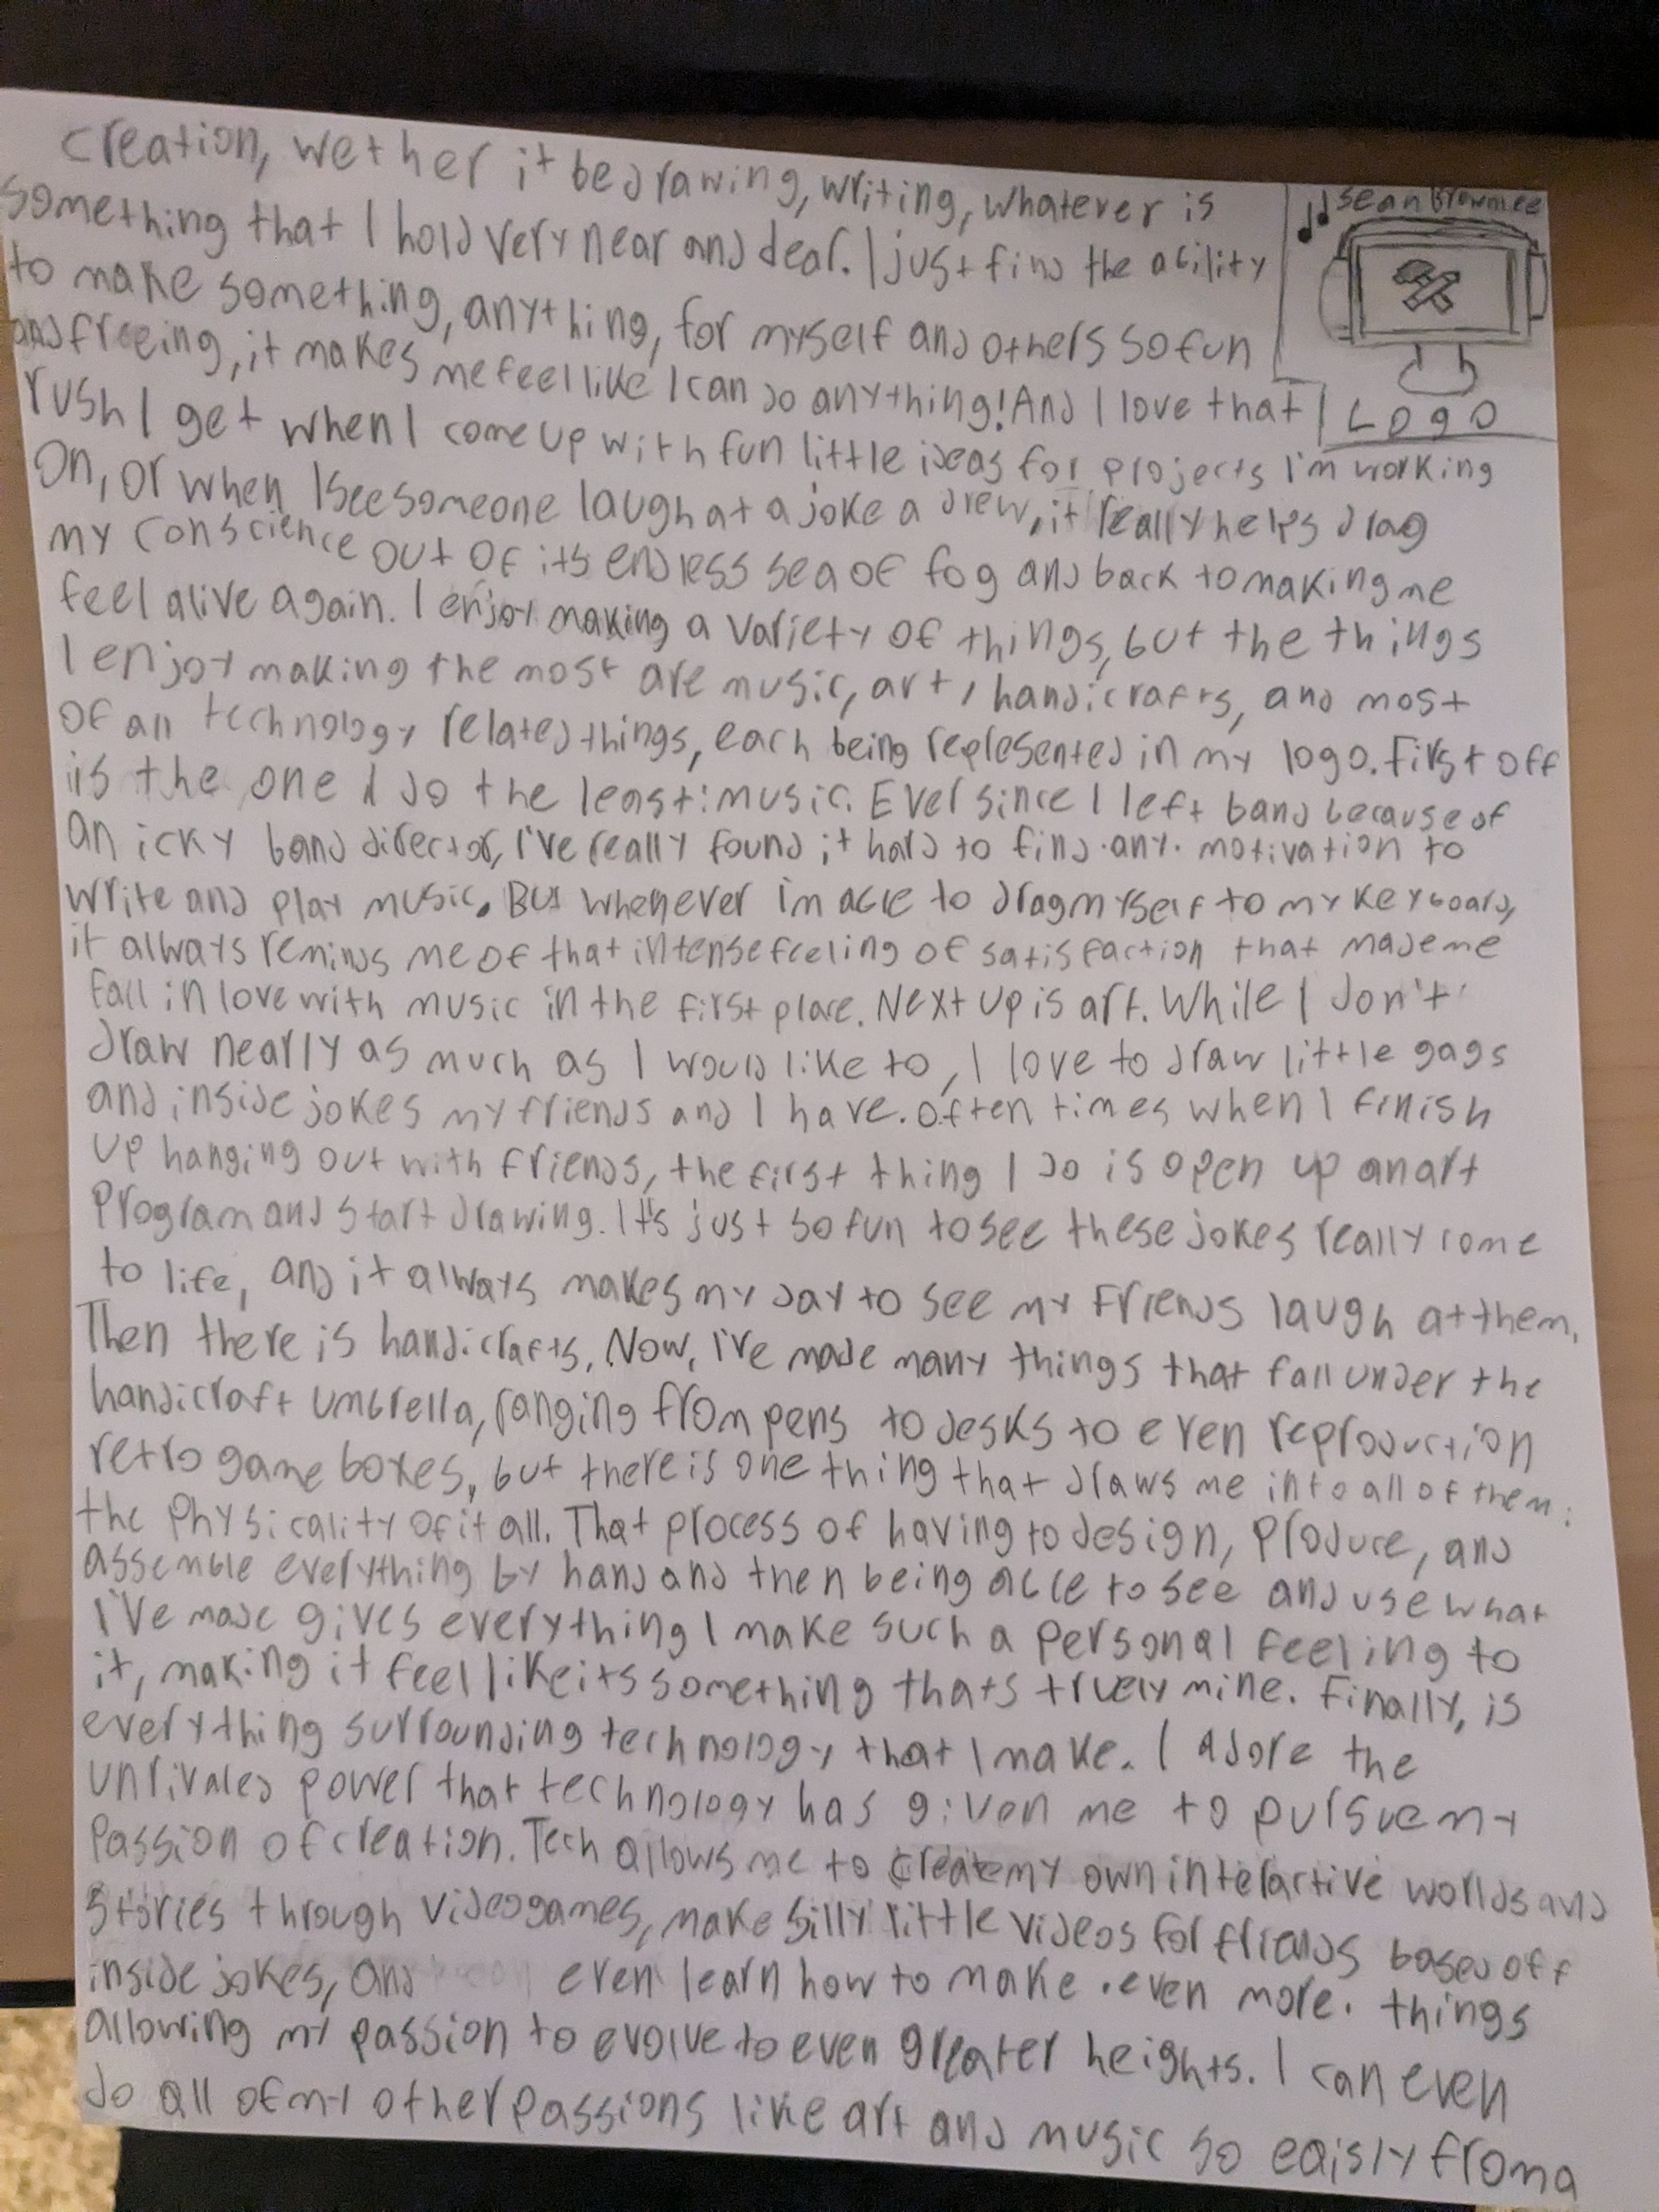 creation, wether it be drawing, writing, whatever is
something that I hold very near and dear. I just find the ability
to make something, anything, for myself and others so fun
and freeing, it makes me feel like I can do anything! And I love that
rush I get when I come up with fun little ideas for projects I'm working
On, or when I see someone laugh at a joke a drew, it really helps drag
my conscience out of its endless sea of fog and back to making me
feel alive again. I enjoy making a variety of things, but the things
I enjoy making the most are music, art, handicrafts, and most
of all technology related things, each being represented in my logo. First off
is the one I do the least: music. Ever since I left band because of
an icky band director, I've really found it hard to find any motivation to
write and play music. But whenever im able to drag myself to my keyboard,
it always reminds me of that intense feeling of satisfaction that made me
fall in love with music in the first place. Next up is art. While I don't
draw nearly as much as I would like to, I love to draw little gags
and inside jokes my friends and I have. Often times when I finish
up hanging out with friends, the first thing I do is open up an art
program and start drawing. It's just so fun to see these jokes really come
to life, and it always makes my day to see my friends laugh at them.
Then there is handicrafts. Now, I've made many things that fall under the
handicraft umbrella, ranging from pens to desks to even reproduction
retro game boxes, but there is one thing that draws me into all of them:
the physicality of it all. That process of having to design, produce, and
assemble everything by hand and then being able to see and use what
I've made gives everything I make such a personal feeling to
it, making it feel like its something thats truely mine. Finally, is
everything surrounding technology that I make. I adore the
unrivaled power that technology has given me to pursue my
passion of creation. Tech allows me to create my own interactive worlds and
stories through videogames, make silly little videos for friends based off
inside jokes, and even learn how to make even more things
allowing my passion to evolve to even greater heights. I can even
do all of my other passions like art and music so eaisly from a
sean brownlee
Logo